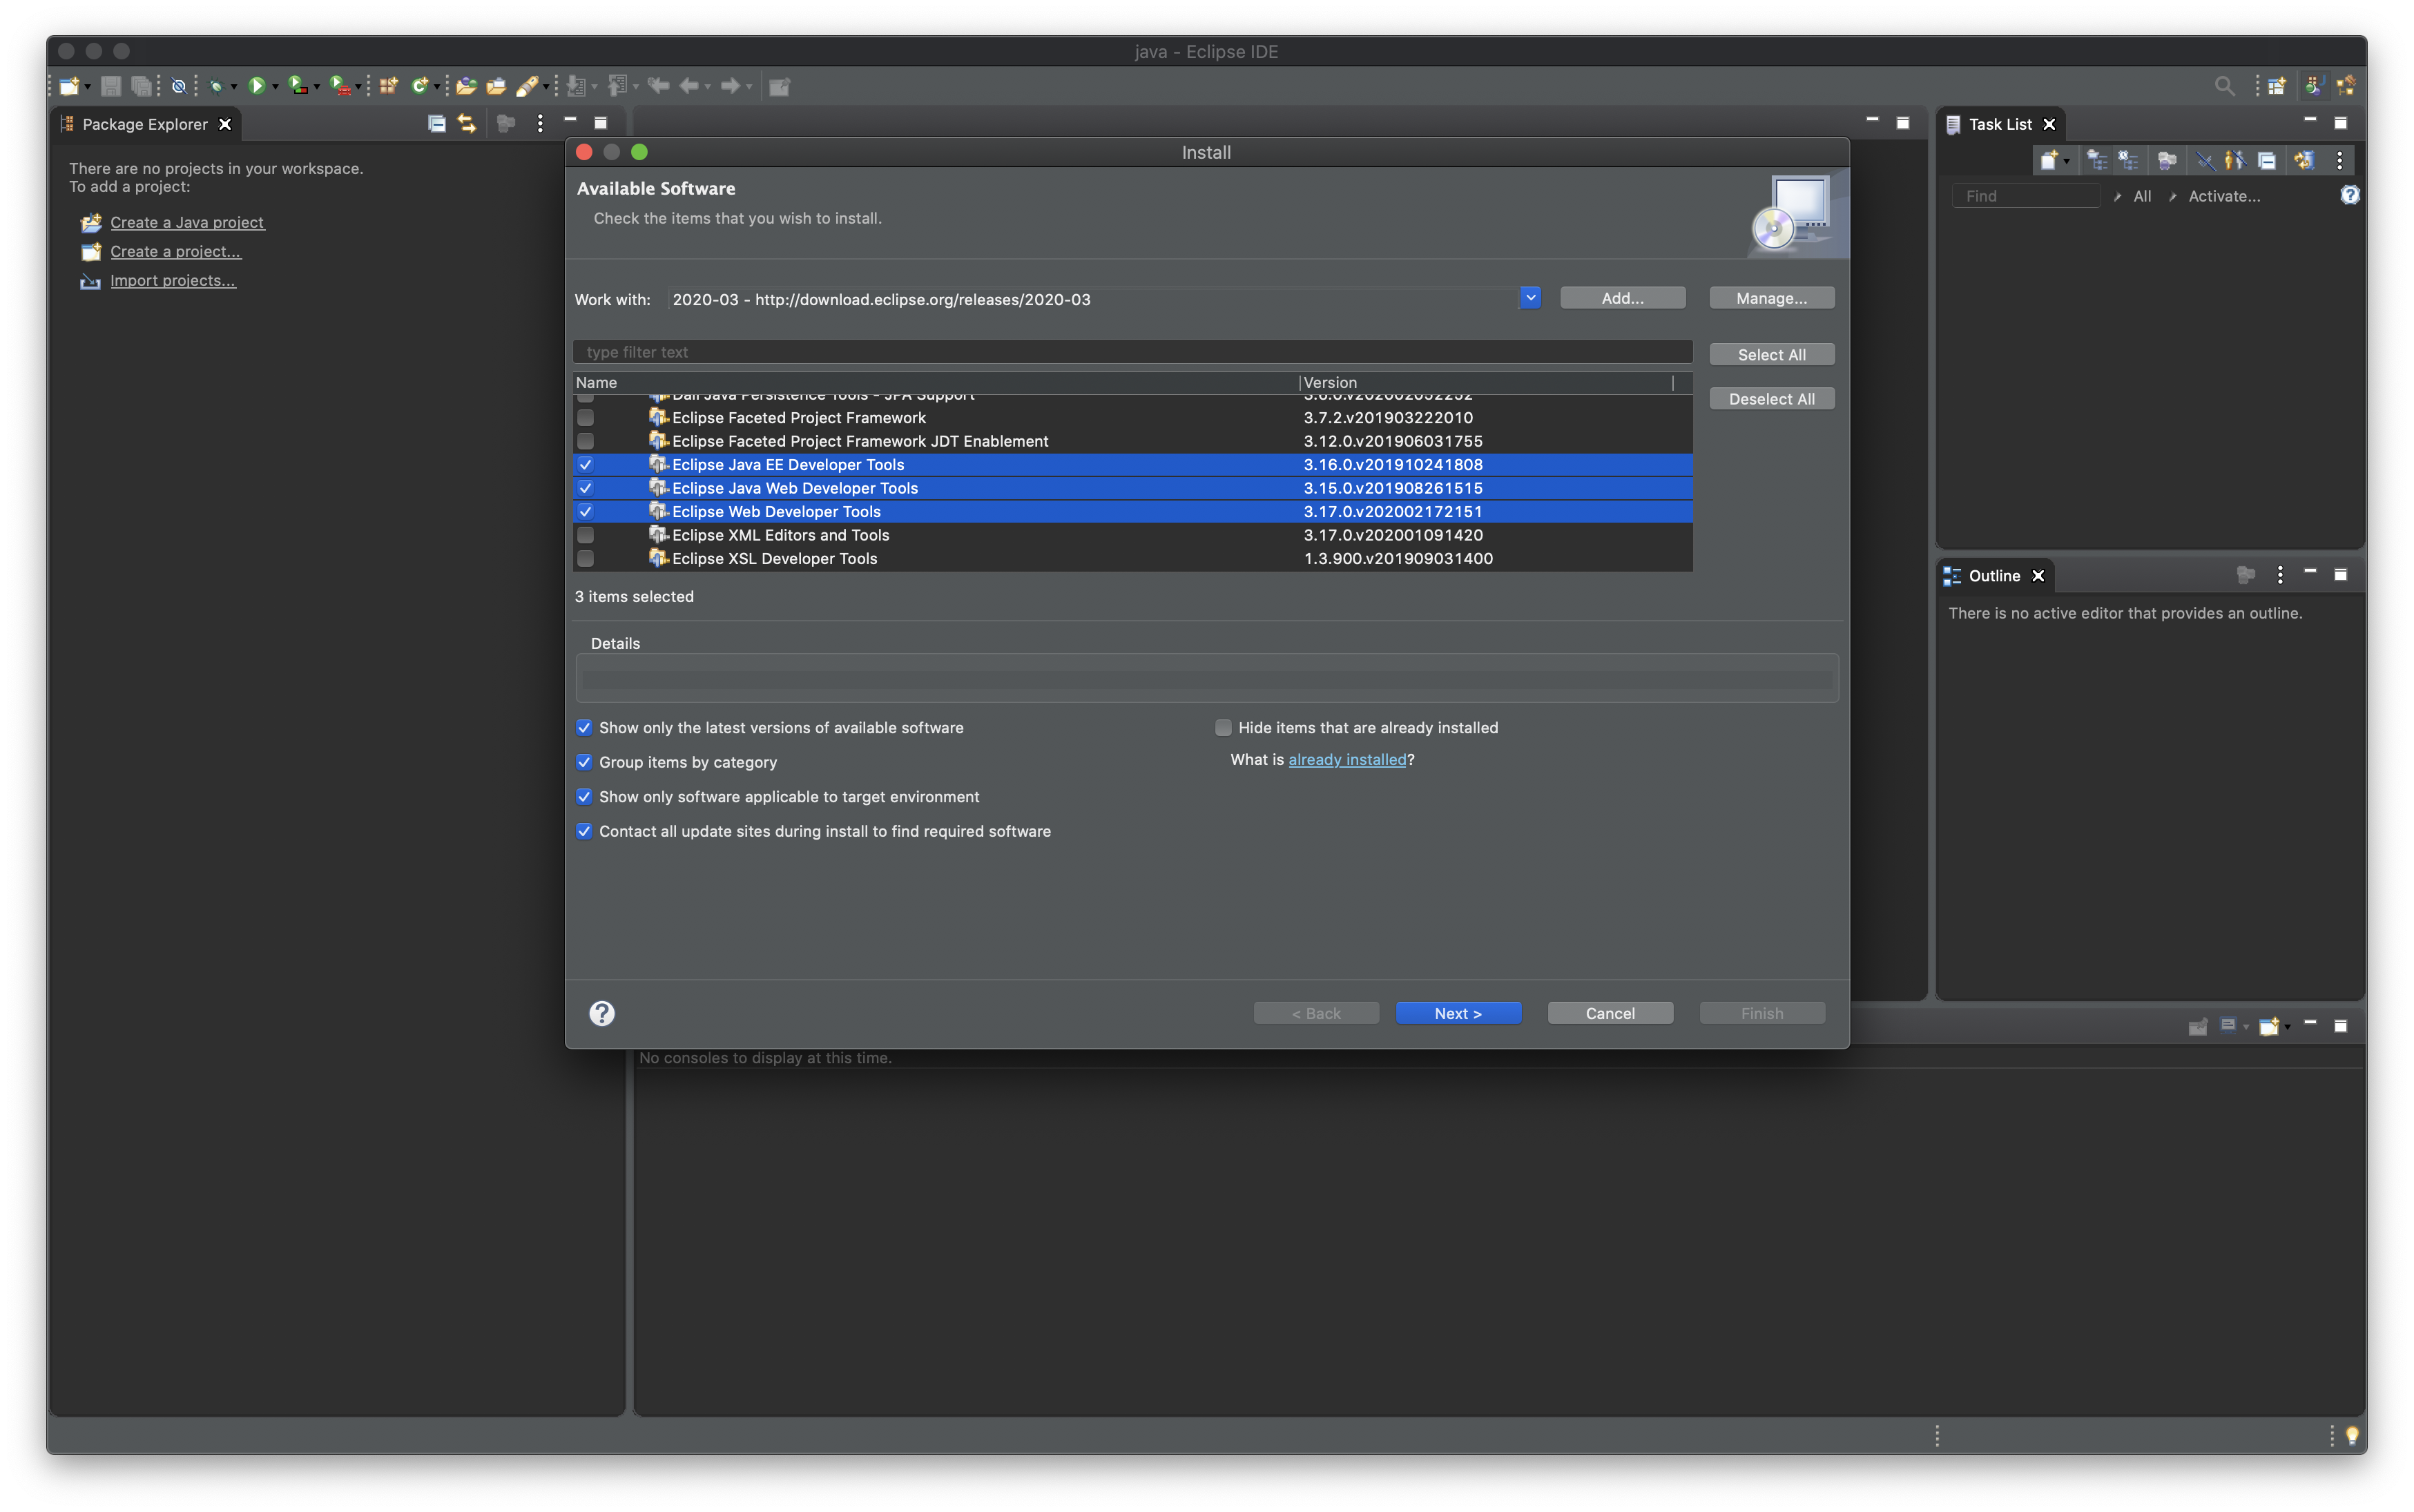 java - Eclipse IDE
Package Explorer
There are no projects in your workspace.
To add a project:
Create a Java project
Create a project...
Import projects...
Install
Available Software
Check the items that you wish to install.
Work with: 2020-03 - http://download.eclipse.org/releases/2020-03
Add...
Manage...
type filter text
Select All
Deselect All
Name Version
Dali Java Persistence Tools - JPA Support 3.8.0.v202002032232
Eclipse Faceted Project Framework 3.7.2.v201903222010
Eclipse Faceted Project Framework JDT Enablement 3.12.0.v201906031755
Eclipse Java EE Developer Tools 3.16.0.v201910241808
Eclipse Java Web Developer Tools 3.15.0.v201908261515
Eclipse Web Developer Tools 3.17.0.v202002172151
Eclipse XML Editors and Tools 3.17.0.v202001091420
Eclipse XSL Developer Tools 1.3.900.v201909031400
3 items selected
Details
Show only the latest versions of available software
Hide items that are already installed
Group items by category
What is already installed?
Show only software applicable to target environment
Contact all update sites during install to find required software
< Back
Next >
Cancel
Finish
No consoles to display at this time.
Task List
Find
All
Activate...
Outline
There is no active editor that provides an outline.